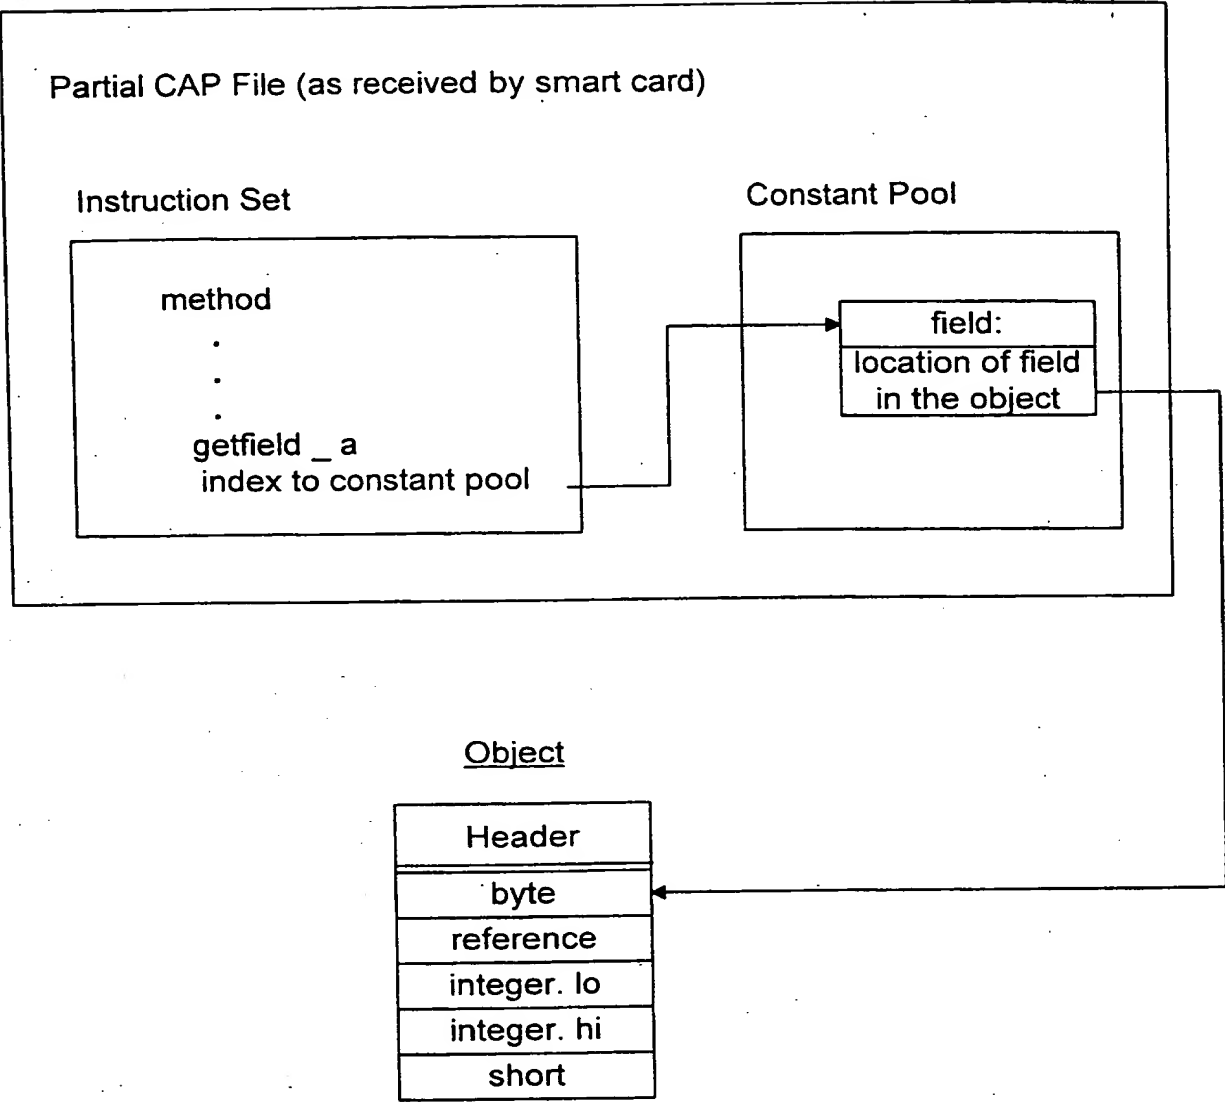 Partial CAP File (as received by smart card)
Instruction Set
Constant Pool
method
.
.
.
getfield _ a
index to constant pool
field:
location of field
in the object
Object
Header
byte
reference
integer. lo
integer. hi
short